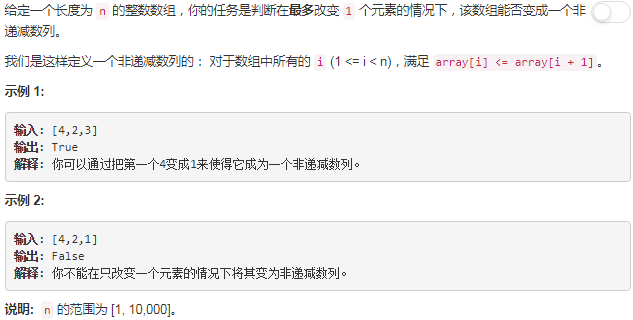 给定一个长度为 n 的整数数组，你的任务是判断在最多改变 1 个元素的情况下，该数组能否变成一个非
递减数列。
我们是这样定义一个非递减数列的： 对于数组中所有的 i (1 <= i < n)，满足 array[i] <= array[i + 1]。
示例 1:
输入: [4,2,3]
输出: True
解释: 你可以通过把第一个4变成1来使得它成为一个非递减数列。
示例 2:
输入: [4,2,1]
输出: False
解释: 你不能在只改变一个元素的情况下将其变为非递减数列。
说明: n 的范围为 [1, 10,000]。